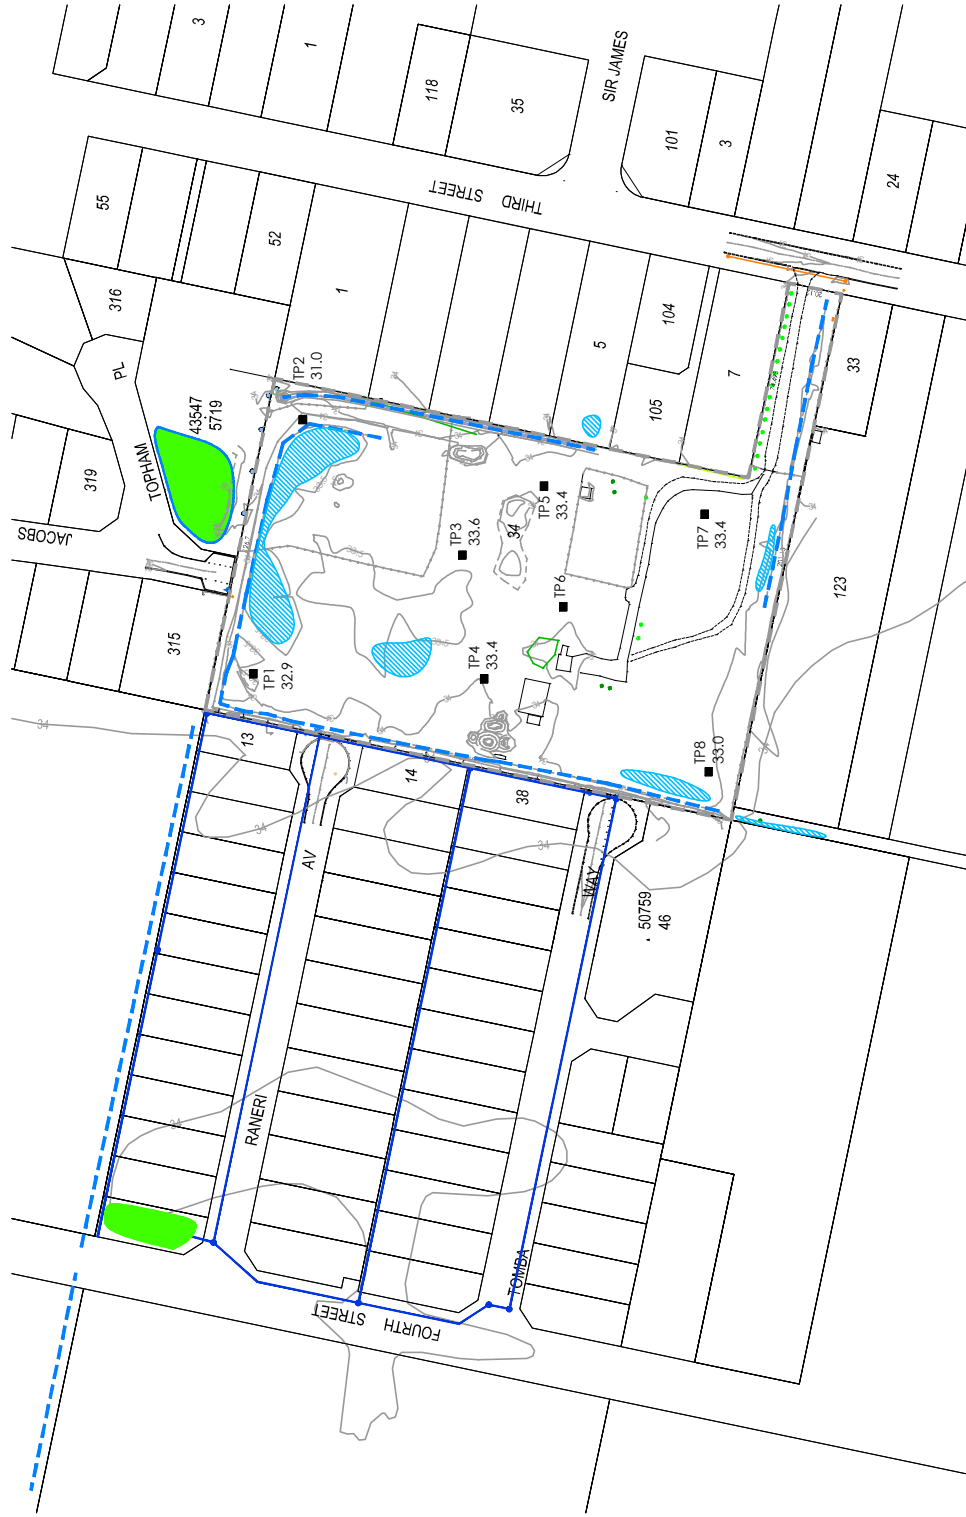 3
1
118
35
SIR JAMES
101
3
24
55
52
316
THIRD STREET
1
5
104
105
7
33
PL
TOPHAM
43547
5719
319
JACOBS
315
TP2
31.0
TP3
33.6
34
TP5
33.4
TP7
33.4
TP6
TP1
32.9
TP4
33.4
TP8
33.0
123
34
13
14
38
34
34
AV
WAY
50759
46
34
RANERI
TOMBA
FOURTH STREET